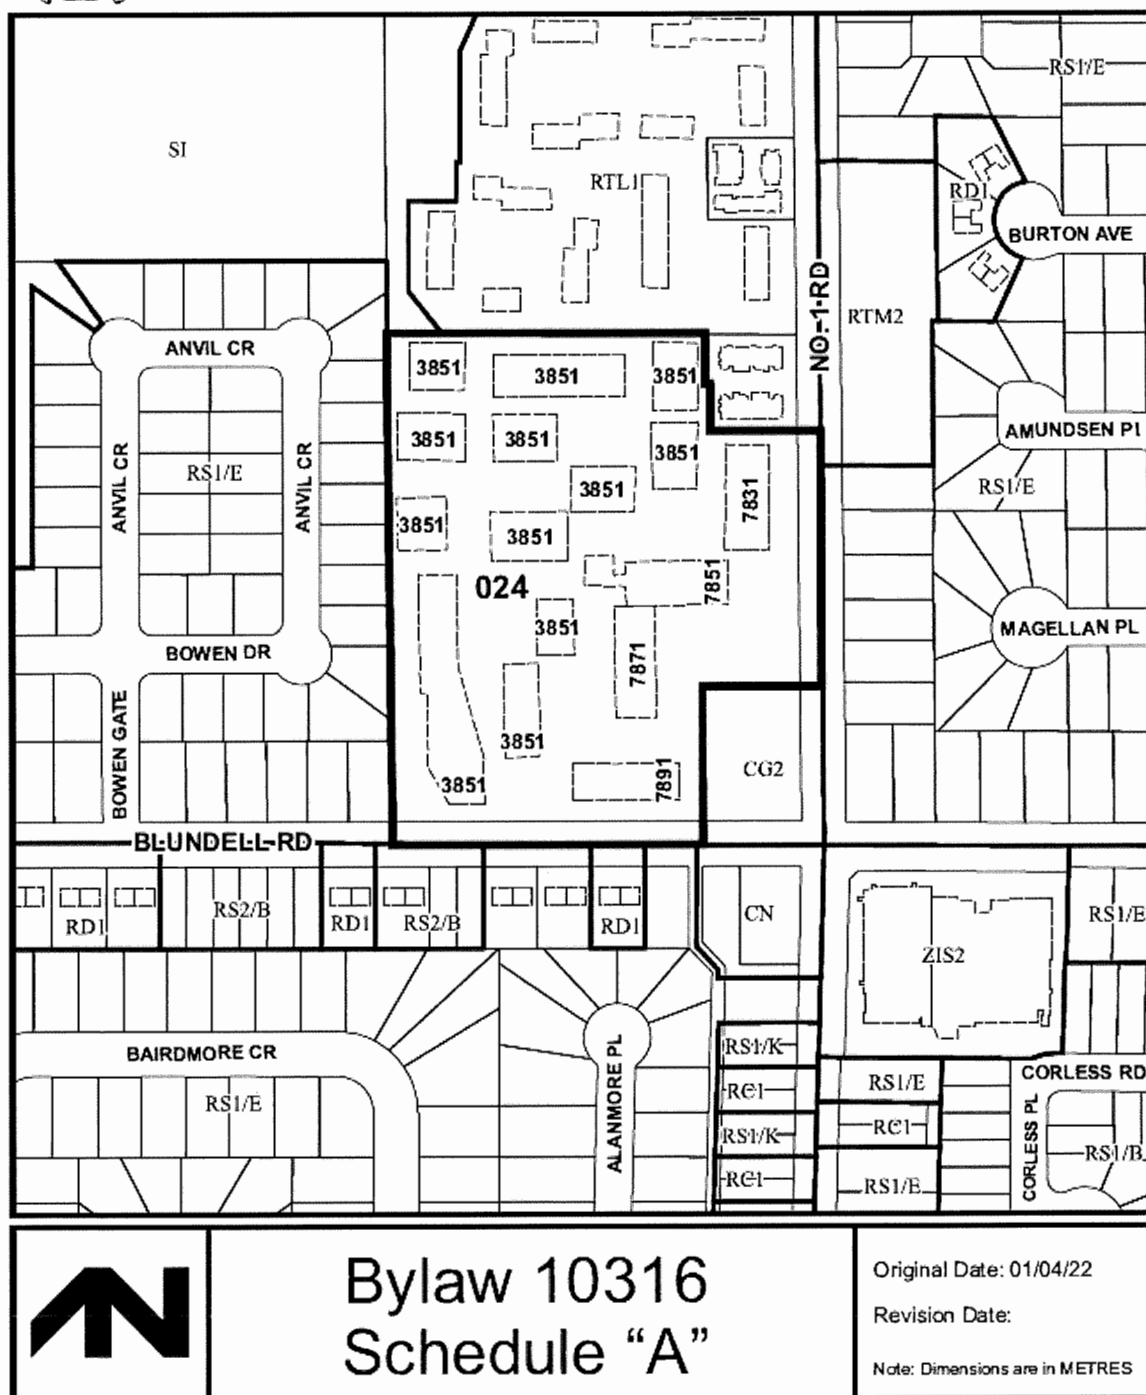 RS1/E
SI
RTL1
RD1
BURTON AVE
NO. 1 RD
RTM2
ANVIL CR
3851
3851
3851
AMUNDSEN Pl
3851
3851
3851
ANVIL CR
RS1/E
ANVIL CR
3851
7831
RS1/E
3851
3851
024
7851
3851
MAGELLAN PL
BOWEN DR
7871
BOWEN GATE
3851
3851
7891
CG2
BLUNDELL RD
RD1
RS2/B
RD1
RS2/B
RD1
CN
ZIS2
RS1/E
BAIRDMORE CR
RS1/E
ALANMORE PL
RS1/K
RC1
RS1/K
RC1
RS1/E
RC1
RS1/E
CORLESS RD
CORLESS PL
RS1/B
Bylaw 10316
Schedule “A”
Original Date: 01/04/22
Revision Date:
Note: Dimensions are in METRES